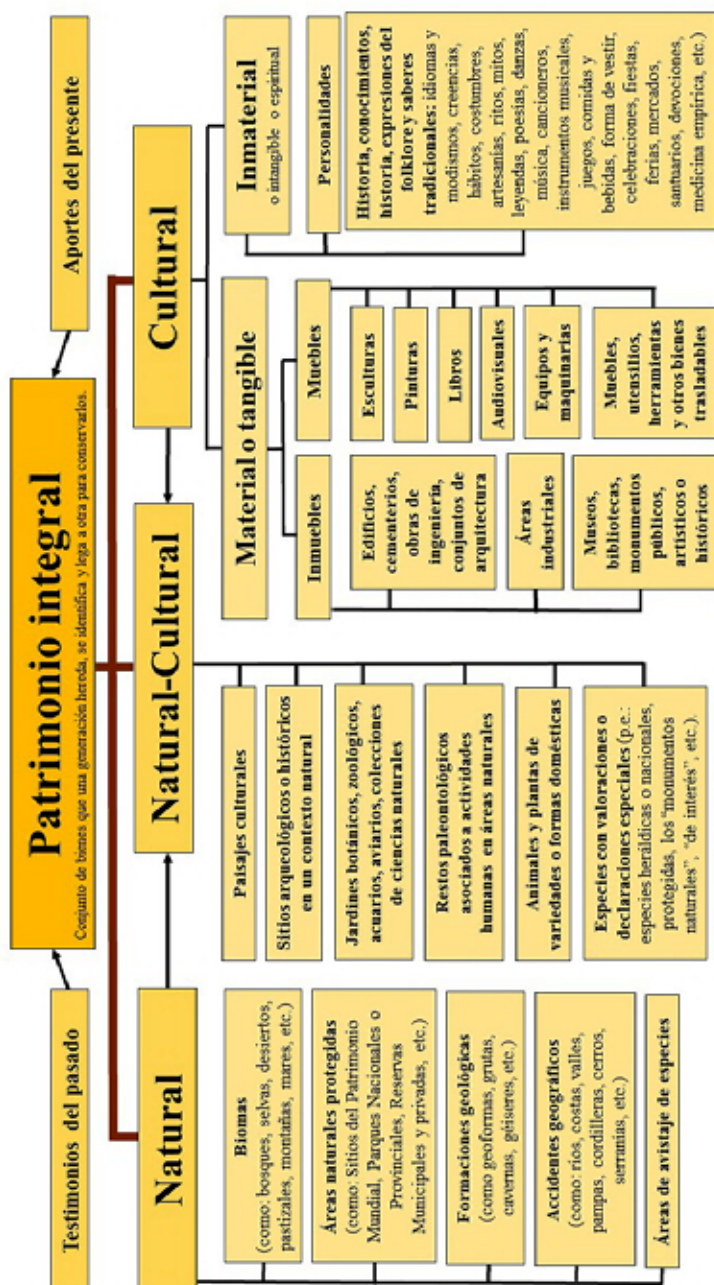 Patrimonio integral
Conjunto de bienes que una generación hereda, se identifica y lega a otra para conservarlos.
Testimonios del pasado
Aportes del presente
Natural
Natural-Cultural
Cultural
Biomas
(como: bosques, selvas, desiertos,
pastizales, montañas, mares, etc.)
Áreas naturales protegidas
(como: Sitios del Patrimonio
Mundial, Parques Nacionales o
Provinciales, Reservas
Municipales y privadas, etc.)
Formaciones geológicas
(como geoformas, grutas,
cavernas, géiseres, etc.)
Accidentes geográficos
(como: ríos, costas, valles,
pampas, cordilleras, cerros,
serranías, etc.)
Áreas de avistaje de especies
Paisajes culturales
Sitios arqueológicos o históricos
en un contexto natural
Jardines botánicos, zoológicos,
acuarios, aviarios, colecciones
de ciencias naturales
Restos paleontológicos
asociados a actividades
humanas en áreas naturales
Animales y plantas de
variedades o formas domésticas
Especies con valoraciones o
declaraciones especiales (p.e.:
especies heráldicas o nacionales,
protegidas, los "monumentos
naturales", "de interés", etc.).
Material o tangible
Inmuebles
Edificios,
cementerios,
obras de
ingeniería,
conjuntos de
arquitectura
Áreas
industriales
Museos,
bibliotecas,
monumentos
públicos,
artísticos o
históricos
Muebles
Esculturas
Pinturas
Libros
Audiovisuales
Equipos y
maquinarias
Muebles,
utensilios,
herramientas
y otros bienes
trasladables
Inmaterial
o intangible o espiritual
Personalidades
Historia, conocimientos,
historia, expresiones del
folklore y saberes
tradicionales: idiomas y
modismos, creencias,
hábitos, costumbres,
artesanias, ritos, mitos,
leyendas, poesías, danzas,
música, cancioneros,
instrumentos musicales,
juegos, comidas y
bebidas, forma de vestir,
celebraciones, fiestas,
ferias, mercados,
santuarios, devociones,
medicina empírica, etc.)